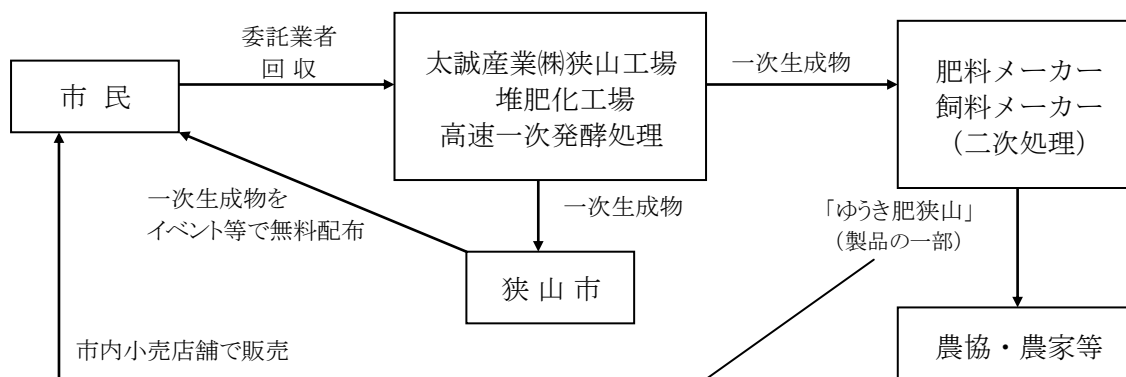 委託業者
回 収
市 民
太誠産業㈱狭山工場
堆肥化工場
高速一次発酵処理
一次生成物
肥料メーカー
飼料メーカー
(二次処理)
一次生成物を
イベント等で無料配布
一次生成物
「ゆうき肥狭山」
(製品の一部)
狭 山 市
市内小売店舗で販売
農協・農家等